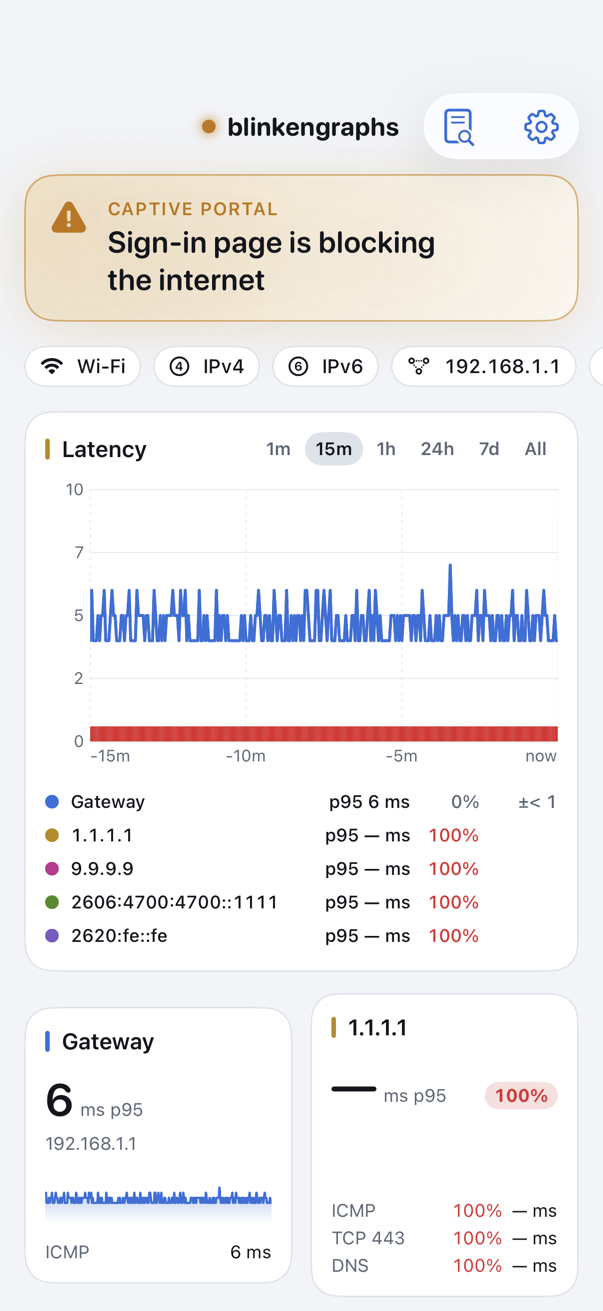 blinkengraphs
CAPTIVE PORTAL
Sign-in page is blocking
the internet
Wi-Fi 4 IPv4 6 IPv6 192.168.1.1
Latency 1m 15m 1h 24h 7d All
10
7
5
2
0
-15m -10m -5m now
Gateway p95 6 ms 0% ±< 1
1.1.1.1 p95 — ms 100%
9.9.9.9 p95 — ms 100%
2606:4700:4700::1111 p95 — ms 100%
2620:fe::fe p95 — ms 100%
Gateway
6 ms p95
192.168.1.1
ICMP 6 ms
1.1.1.1
— ms p95 100%
ICMP 100% — ms
TCP 443 100% — ms
DNS 100% — ms